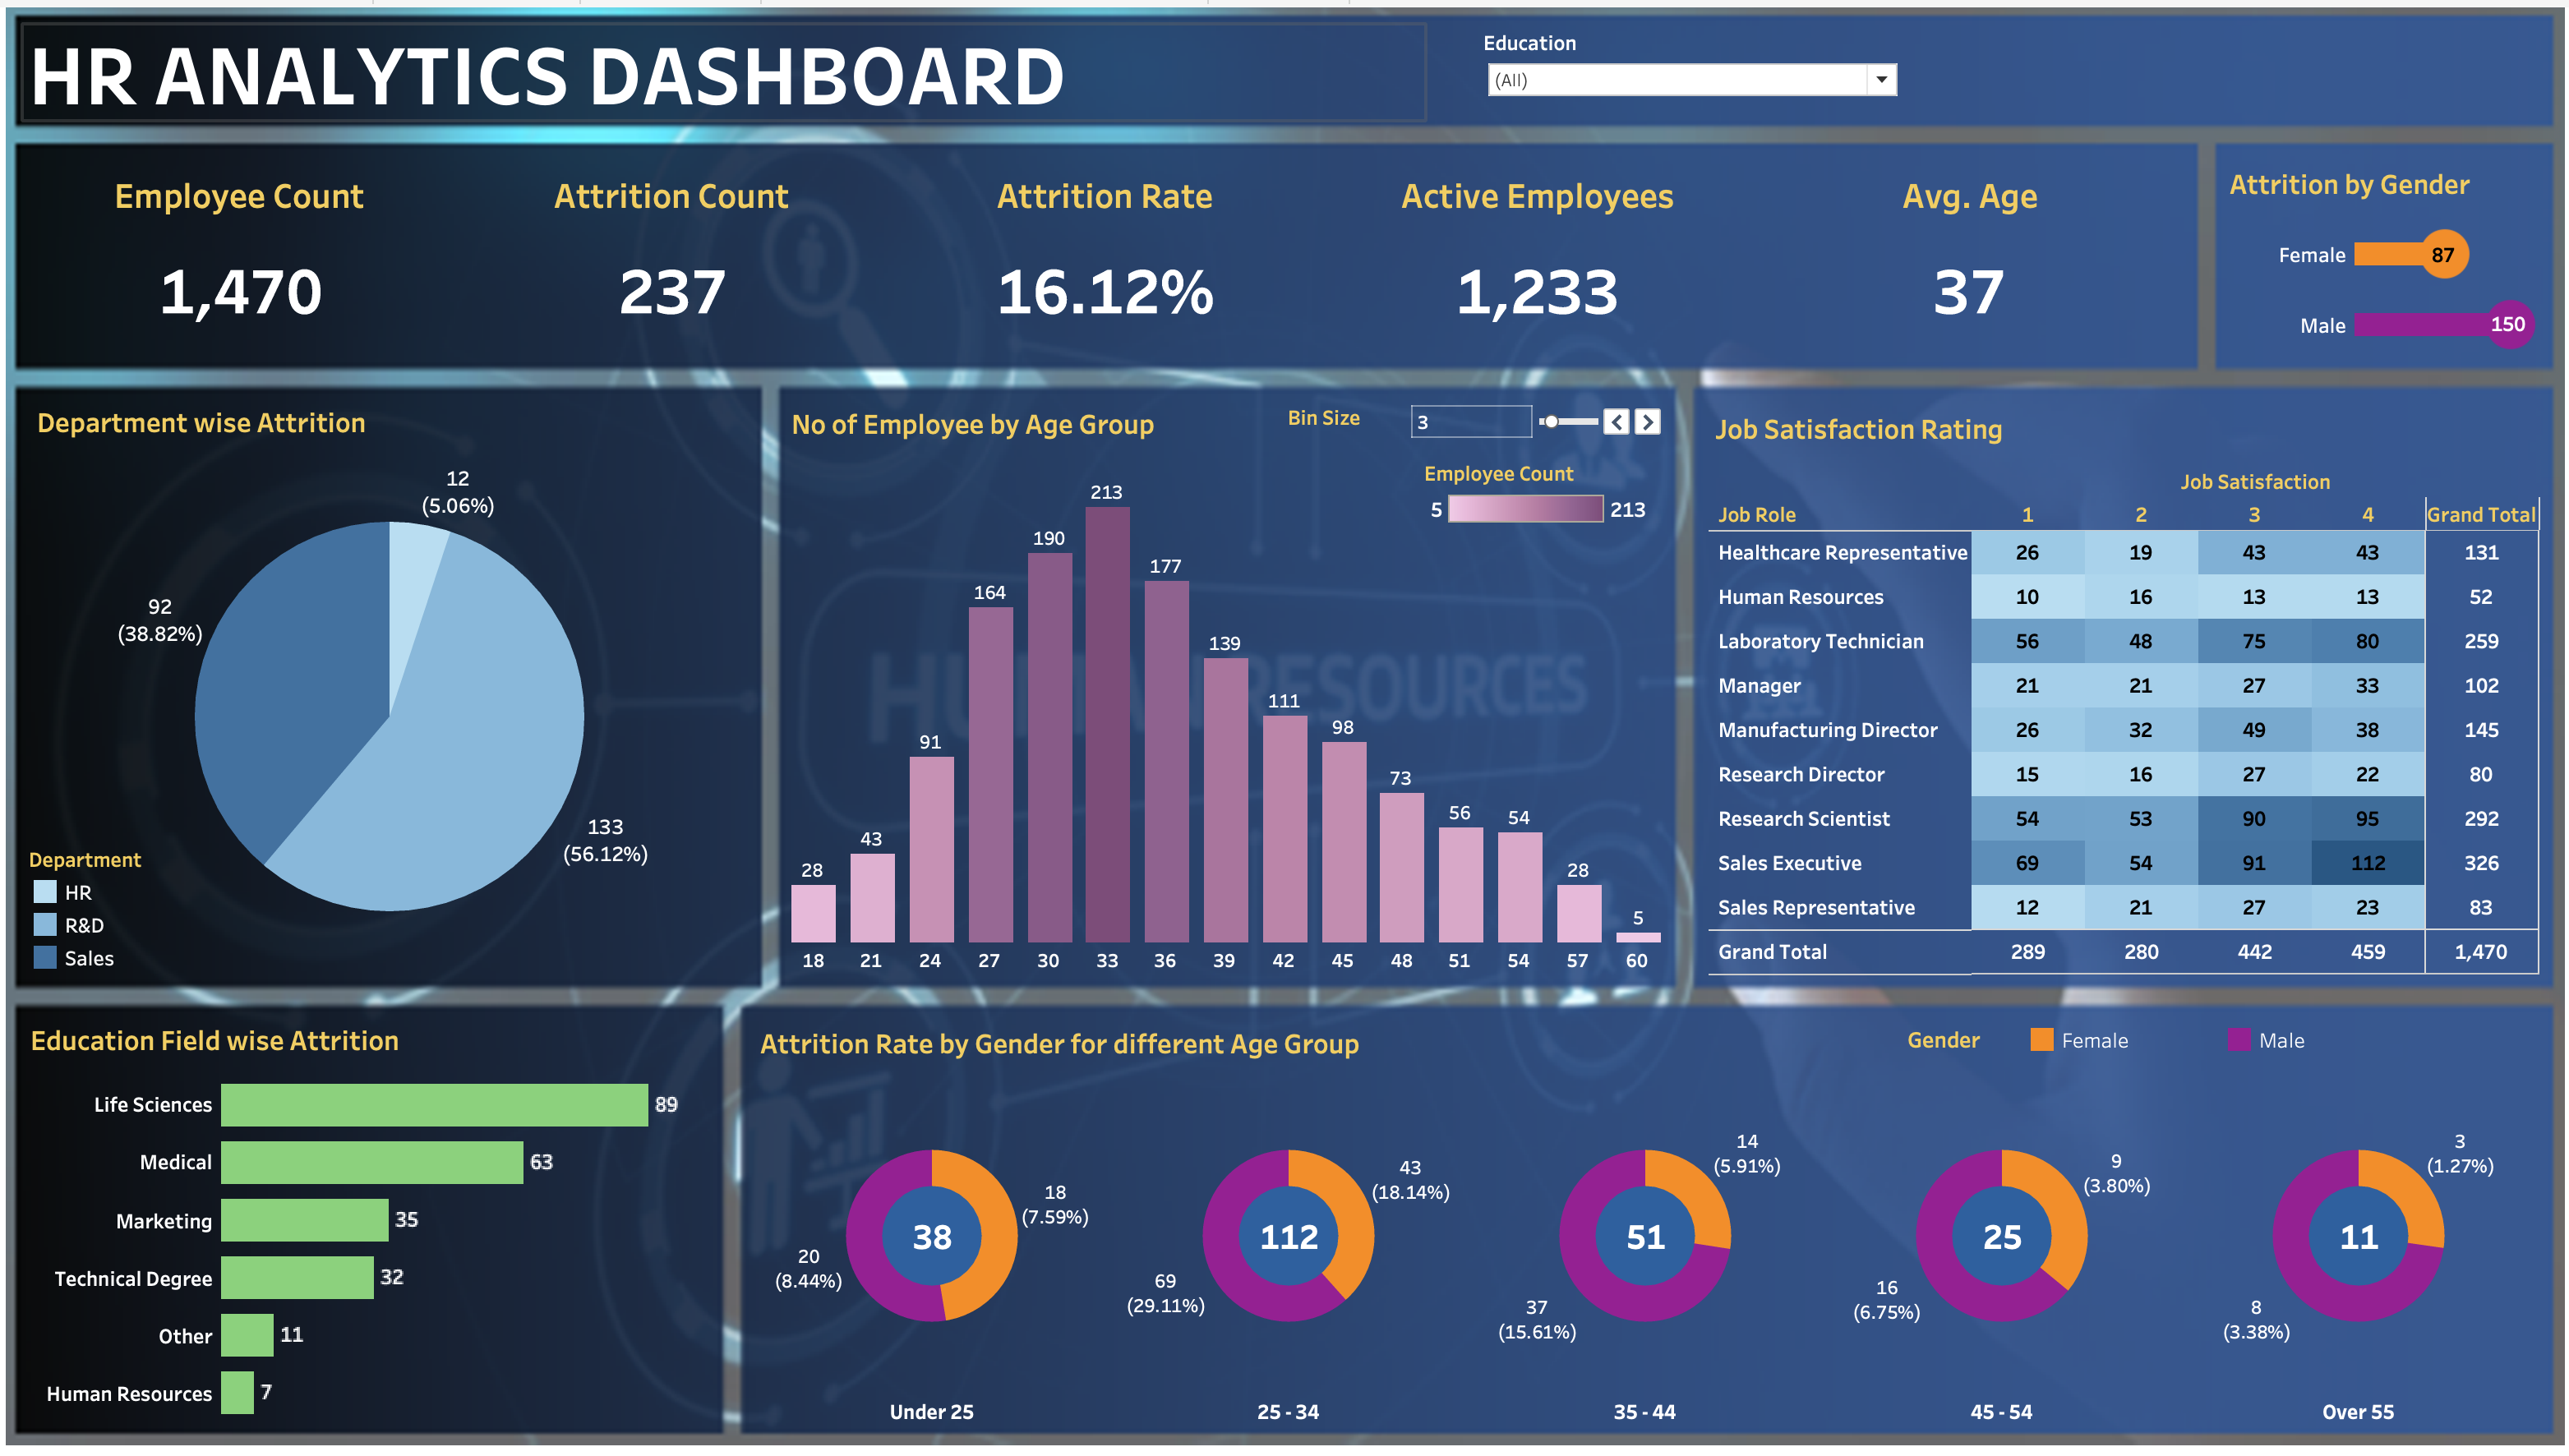 HR ANALYTICS DASHBOARD
Education
(All)
Employee Count
1,470
Attrition Count
237
Attrition Rate
16.12%
Active Employees
1,233
Avg. Age
37
Attrition by Gender
Female 87
Male 150
Department wise Attrition
12
(5.06%)
92
(38.82%)
133
(56.12%)
Department
HR
R&D
Sales
No of Employee by Age Group
Bin Size
3
Employee Count
5 213
28 43 91 164 190 213 177 139 111 98 73 56 54 28 5
18 21 24 27 30 33 36 39 42 45 48 51 54 57 60
HUMAN RESOURCES
Job Satisfaction Rating
Job Satisfaction
Job Role 1 2 3 4 Grand Total
Healthcare Representative 26 19 43 43 131
Human Resources 10 16 13 13 52
Laboratory Technician 56 48 75 80 259
Manager 21 21 27 33 102
Manufacturing Director 26 32 49 38 145
Research Director 15 16 27 22 80
Research Scientist 54 53 90 95 292
Sales Executive 69 54 91 112 326
Sales Representative 12 21 27 23 83
Grand Total 289 280 442 459 1,470
Education Field wise Attrition
Life Sciences 89
Medical 63
Marketing 35
Technical Degree 32
Other 11
Human Resources 7
Attrition Rate by Gender for different Age Group
Gender Female Male
18
(7.59%)
38
20
(8.44%)
Under 25
43
(18.14%)
112
69
(29.11%)
25 - 34
14
(5.91%)
51
37
(15.61%)
35 - 44
9
(3.80%)
25
16
(6.75%)
45 - 54
3
(1.27%)
11
8
(3.38%)
Over 55